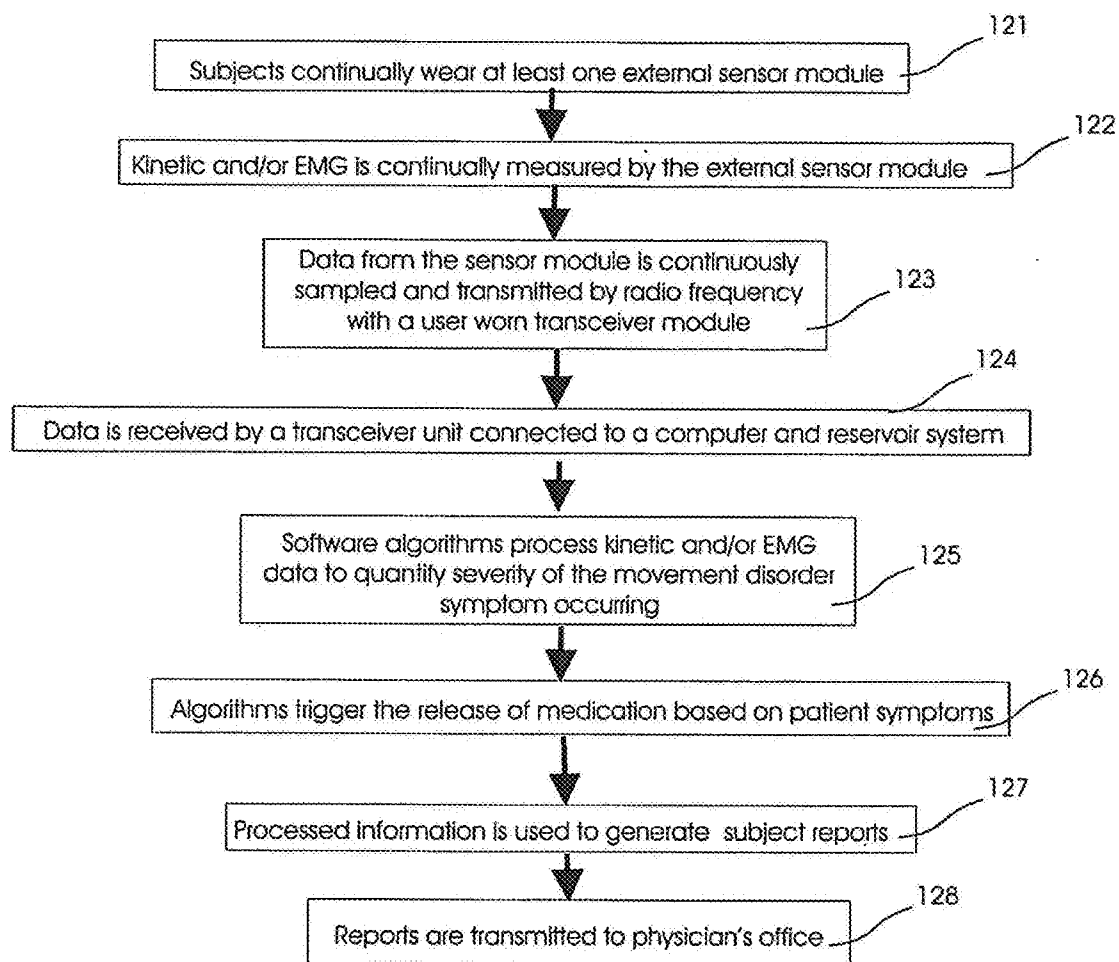 121
Subjects continually wear at least one external sensor module
122
Kinetic and/or EMG is continually measured by the external sensor module
Data from the sensor module is continuously
sampled and transmitted by radio frequency
with a user worn transceiver module
123
124
Data is received by a transceiver unit connected to a computer and reservoir system
Software algorithms process kinetic and/or EMG
data to quantify severity of the movement disorder
symptom occurring
125
126
Algorithms trigger the release of medication based on patient symptoms
127
Processed information is used to generate subject reports
128
Reports are transmitted to physician's office